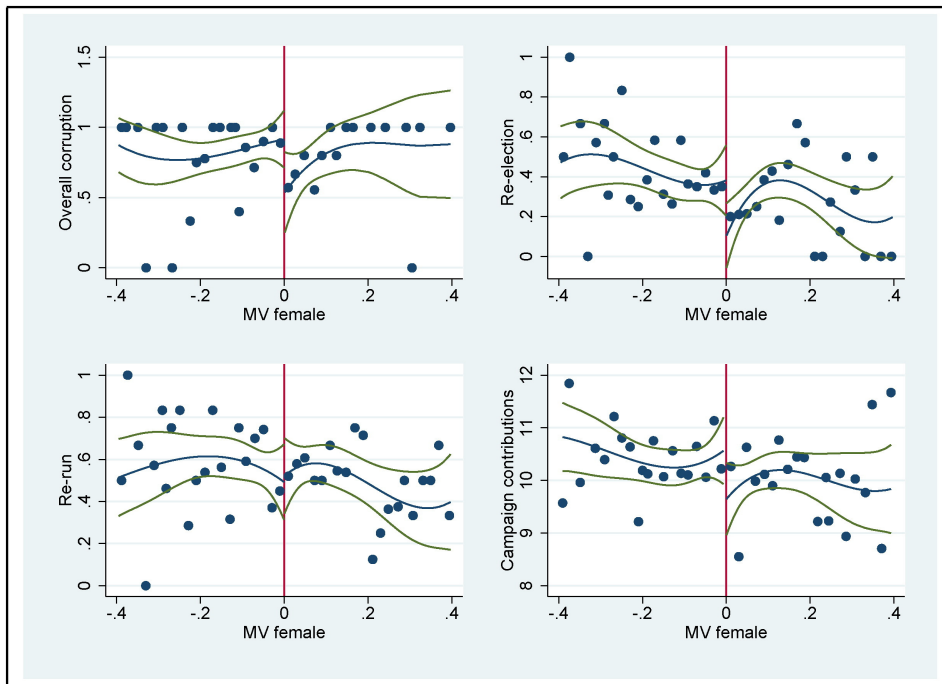 Overall corruption
1.5
1
.5
0
-.4 -.2 0 .2 .4
MV female
Re-election
1
.8
.6
.4
.2
0
-.4 -.2 0 .2 .4
MV female
Re-run
1
.8
.6
.4
.2
0
-.4 -.2 0 .2 .4
MV female
Campaign contributions
12
11
10
9
8
-.4 -.2 0 .2 .4
MV female